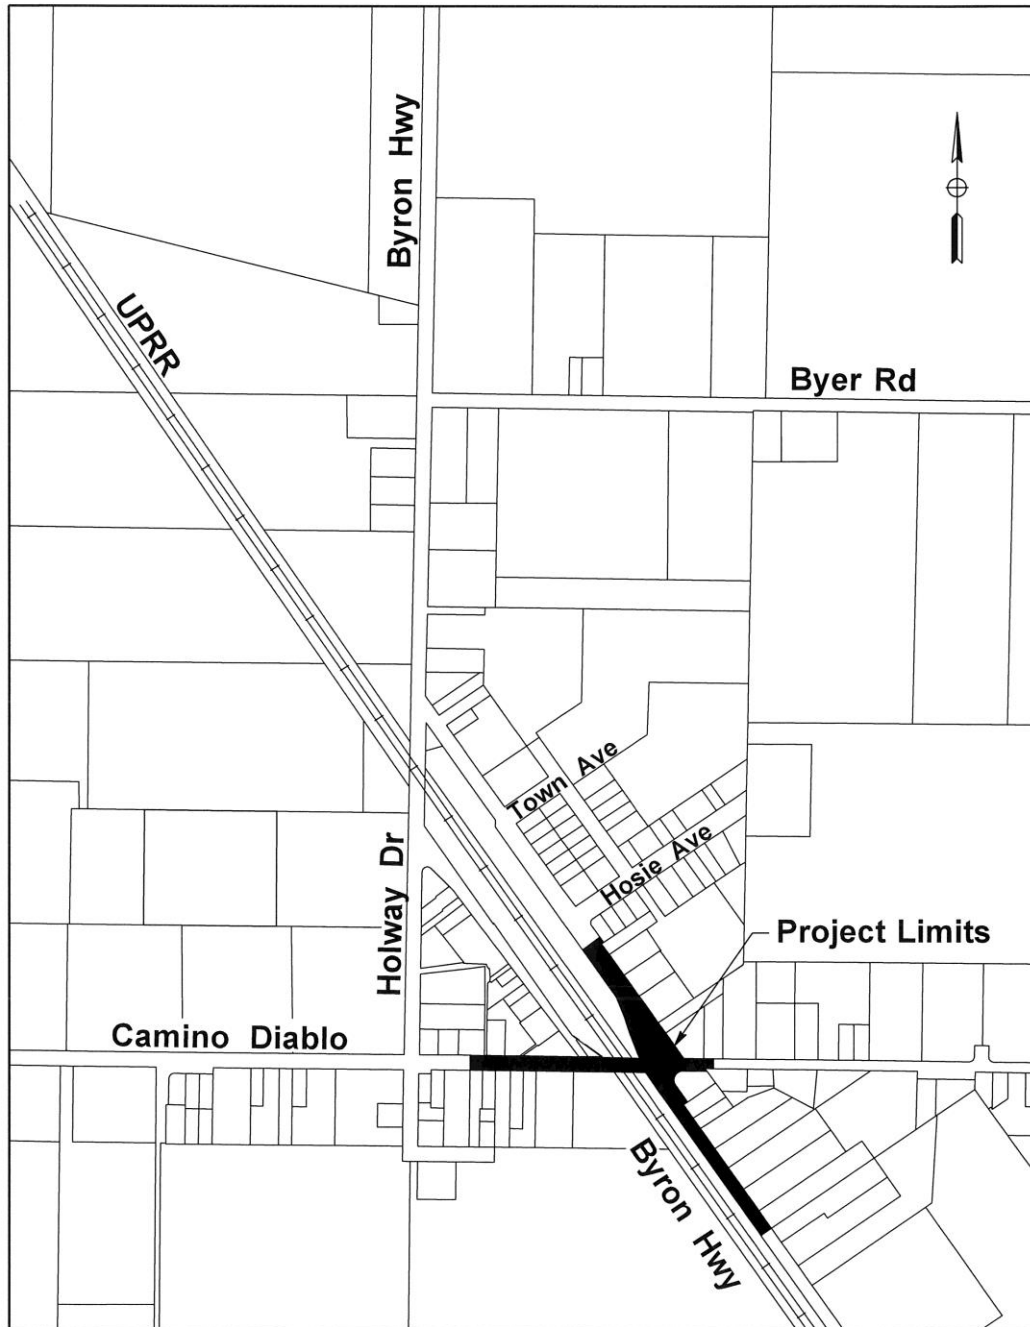 Byron Hwy
UPRR
Byer Rd
Town Ave
Hosie Ave
Holway Dr
Project Limits
Camino Diablo
Byron Hwy